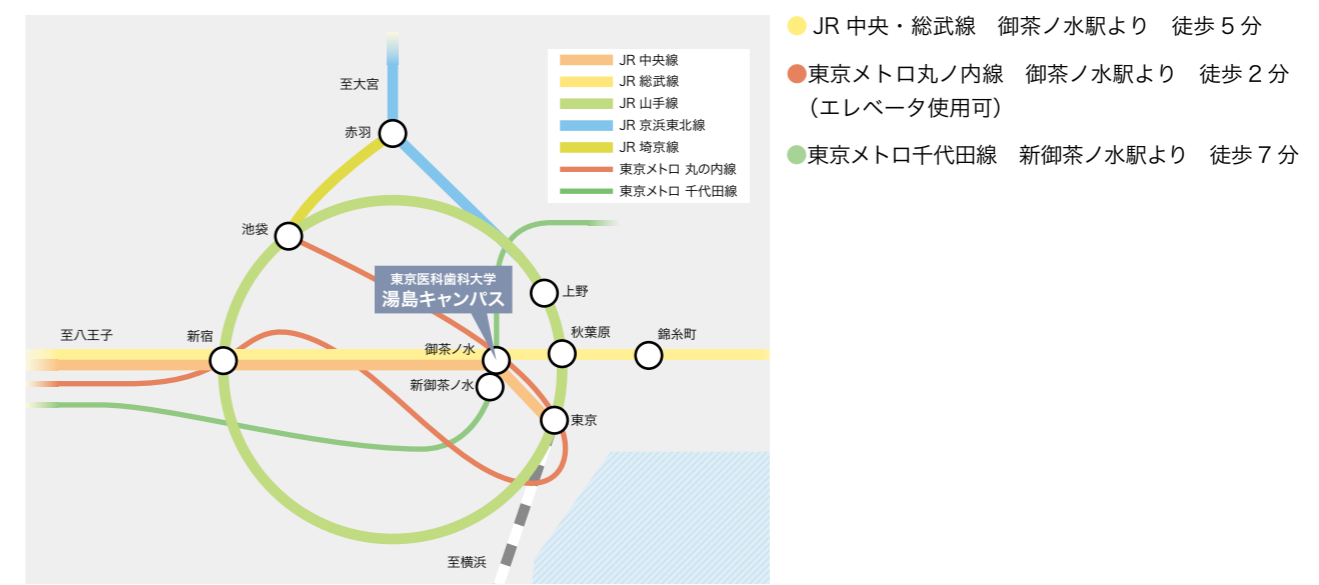 至大宮
赤羽
池袋
JR 中央線
JR 総武線
JR 山手線
JR 京浜東北線
JR 埼京線
東京メトロ 丸の内線
東京メトロ 千代田線
東京医科歯科大学
湯島キャンパス
上野
至八王子
新宿
御茶ノ水
秋葉原
錦糸町
新御茶ノ水
東京
至横浜
JR 中央・総武線　御茶ノ水駅より　徒歩 5 分
東京メトロ丸ノ内線　御茶ノ水駅より　徒歩 2 分
（エレベータ使用可）
東京メトロ千代田線　新御茶ノ水駅より　徒歩 7 分